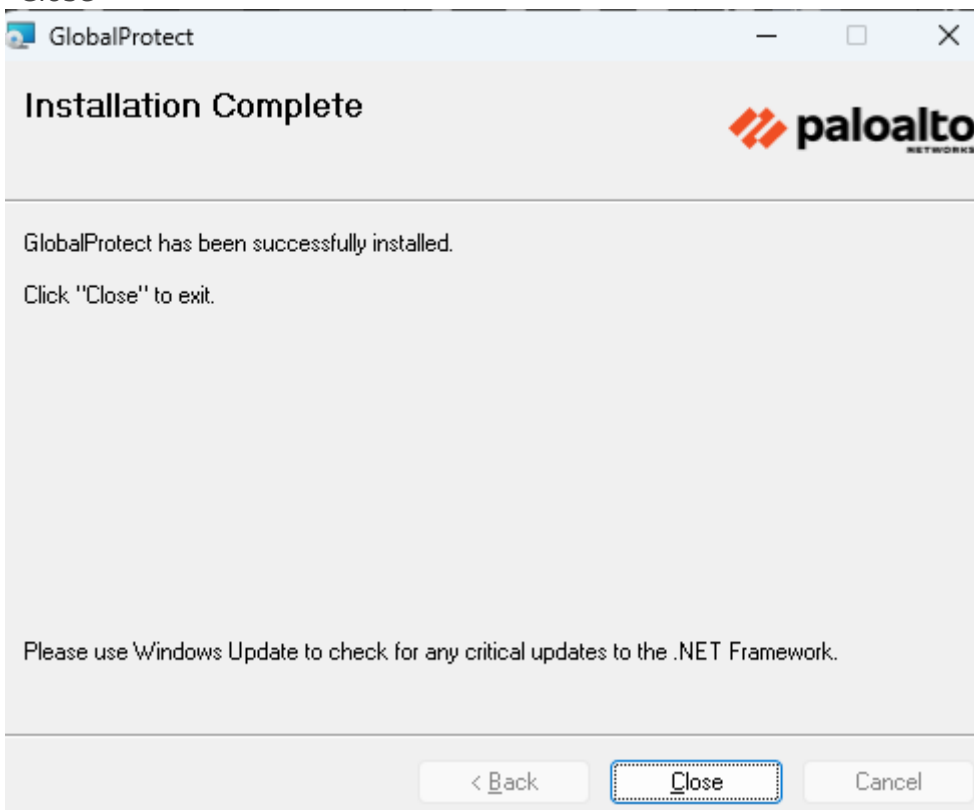 GlobalProtect
Installation Complete
paloalto
NETWORKS
GlobalProtect has been successfully installed.
Click "Close" to exit.
Please use Windows Update to check for any critical updates to the .NET Framework.
< Back
Close
Cancel